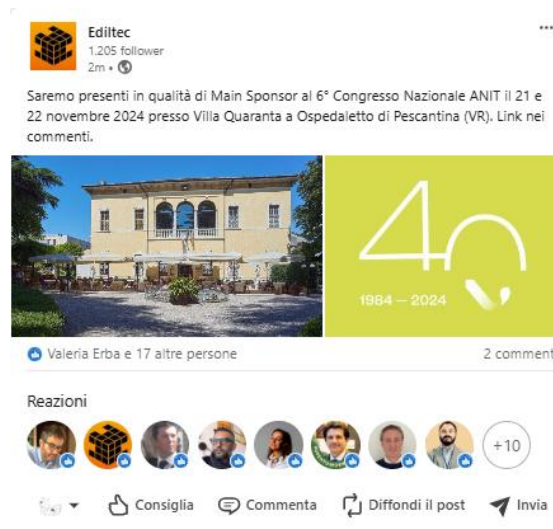 Ediltec
1.205 follower
2m •
Saremo presenti in qualità di Main Sponsor al 6° Congresso Nazionale ANIT il 21 e
22 novembre 2024 presso Villa Quaranta a Ospedaletto di Pescantina (VR). Link nei
commenti.
40
1984 – 2024
Valeria Erba e 17 altre persone
2 comment
Reazioni
+10
Consiglia
Commenta
Diffondi il post
Invia